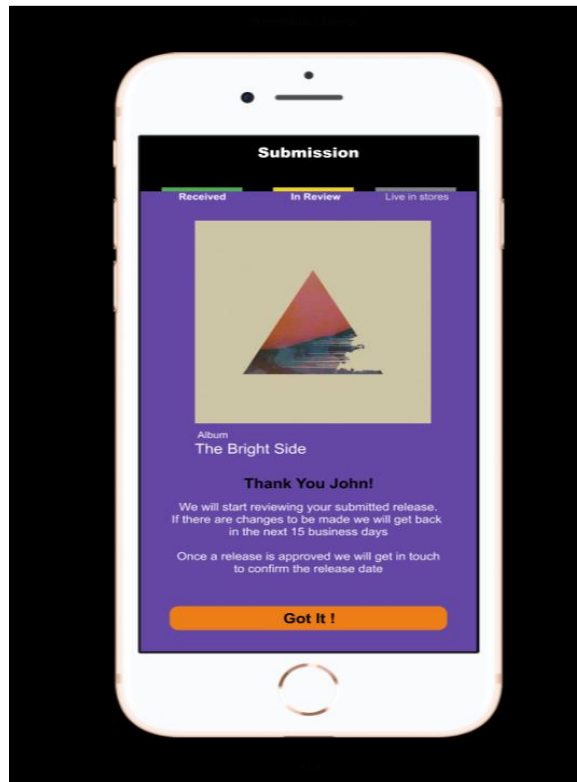 Submission
Received In Review Live in stores
Album
The Bright Side
Thank You John!
We will start reviewing your submitted release.
If there are changes to be made we will get back
in the next 15 business days
Once a release is approved we will get in touch
to confirm the release date
Got It !